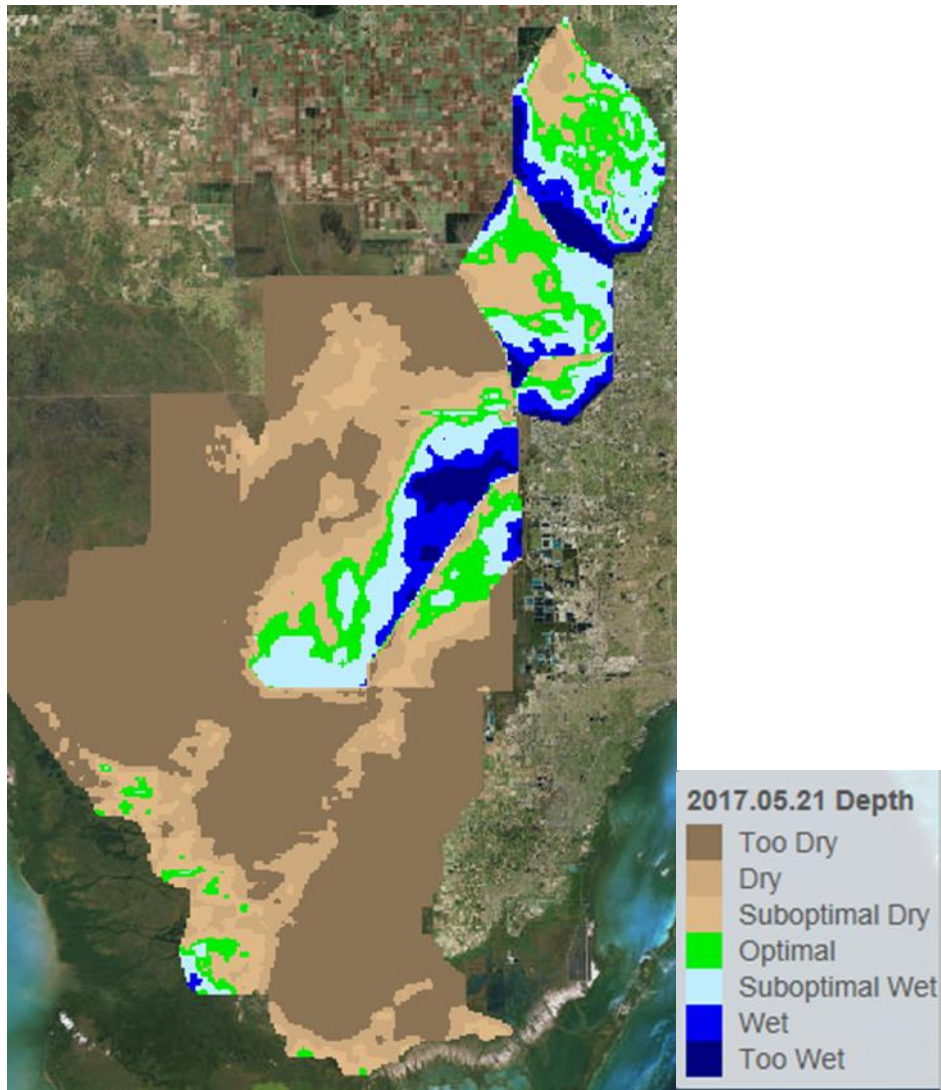 2017.05.21 Depth
Too Dry
Dry
Suboptimal Dry
Optimal
Suboptimal Wet
Wet
Too Wet